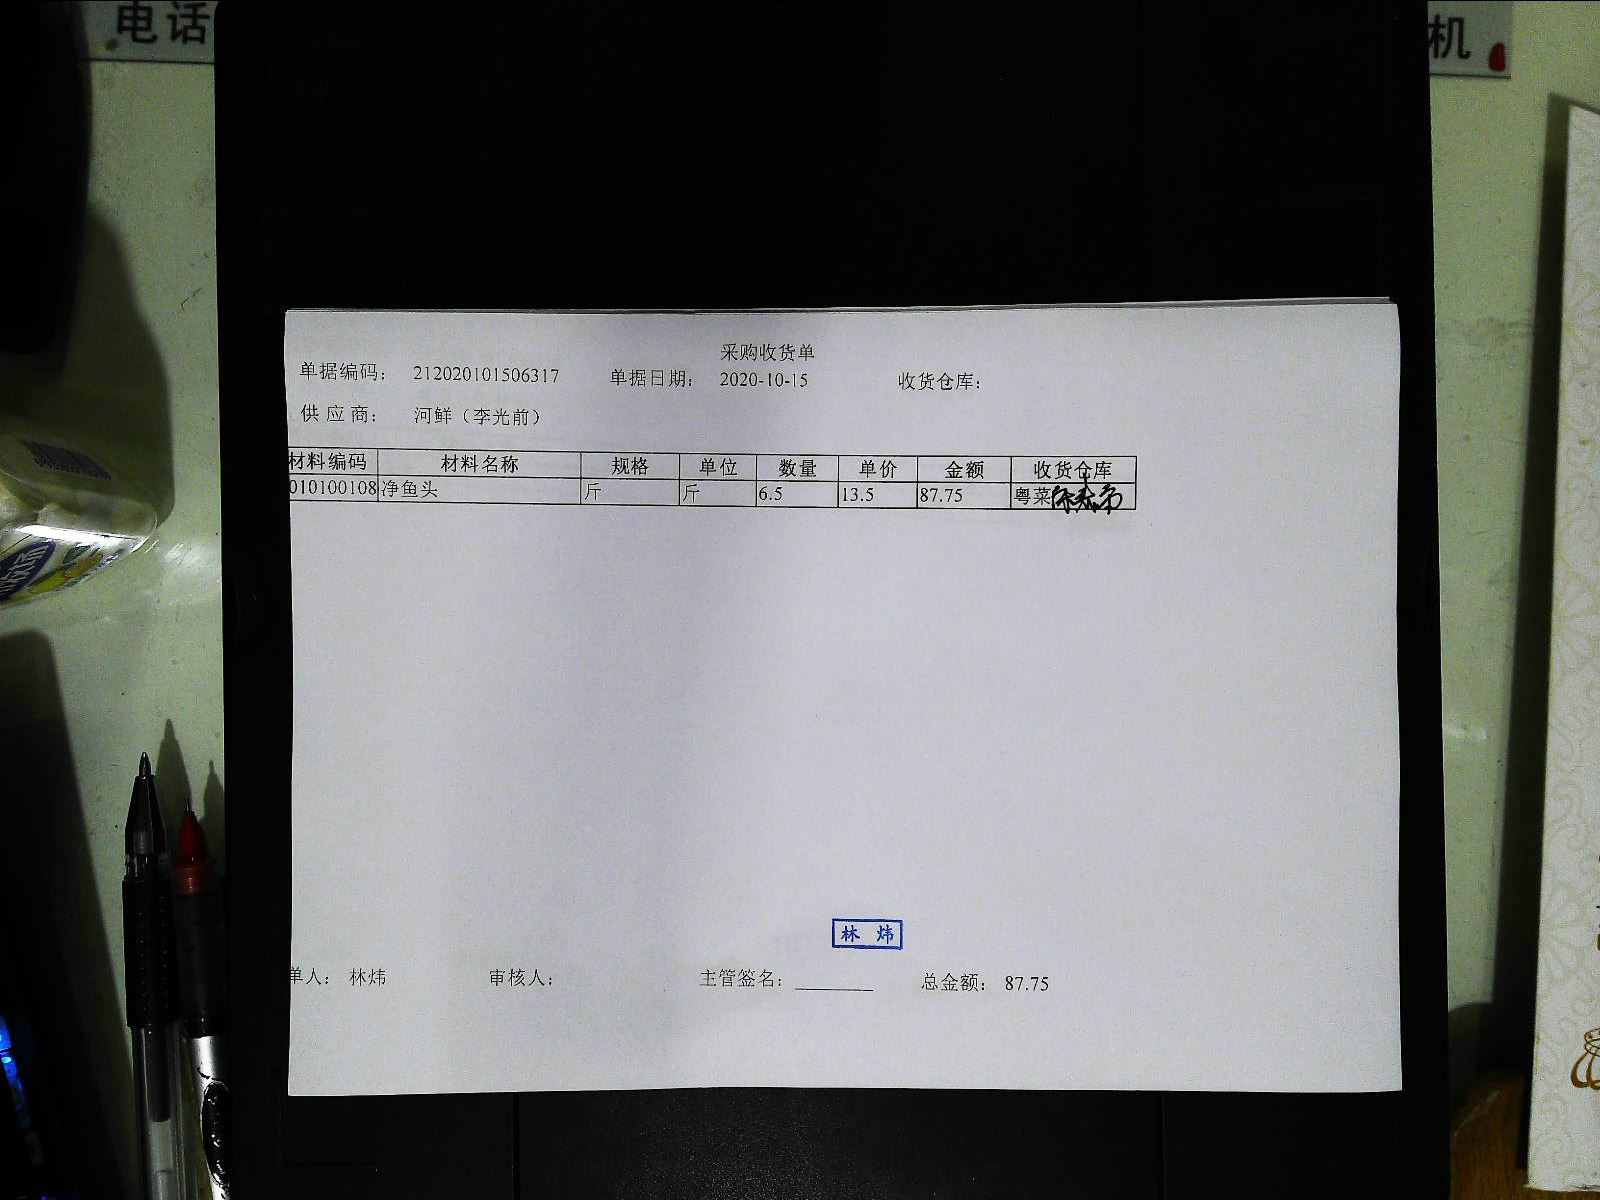 电话
机
采购收货单
单据编码： 212020101506317 单据日期： 2020-10-15 收货仓库：
供应商： 河鲜（李光前）
材料编码 材料名称 规格 单位 数量 单价 金额 收货仓库
010100108 净鱼头 斤 斤 6.5 13.5 87.75 粤菜
林炜
单人： 林炜 审核人： 主管签名： ________ 总金额： 87.75